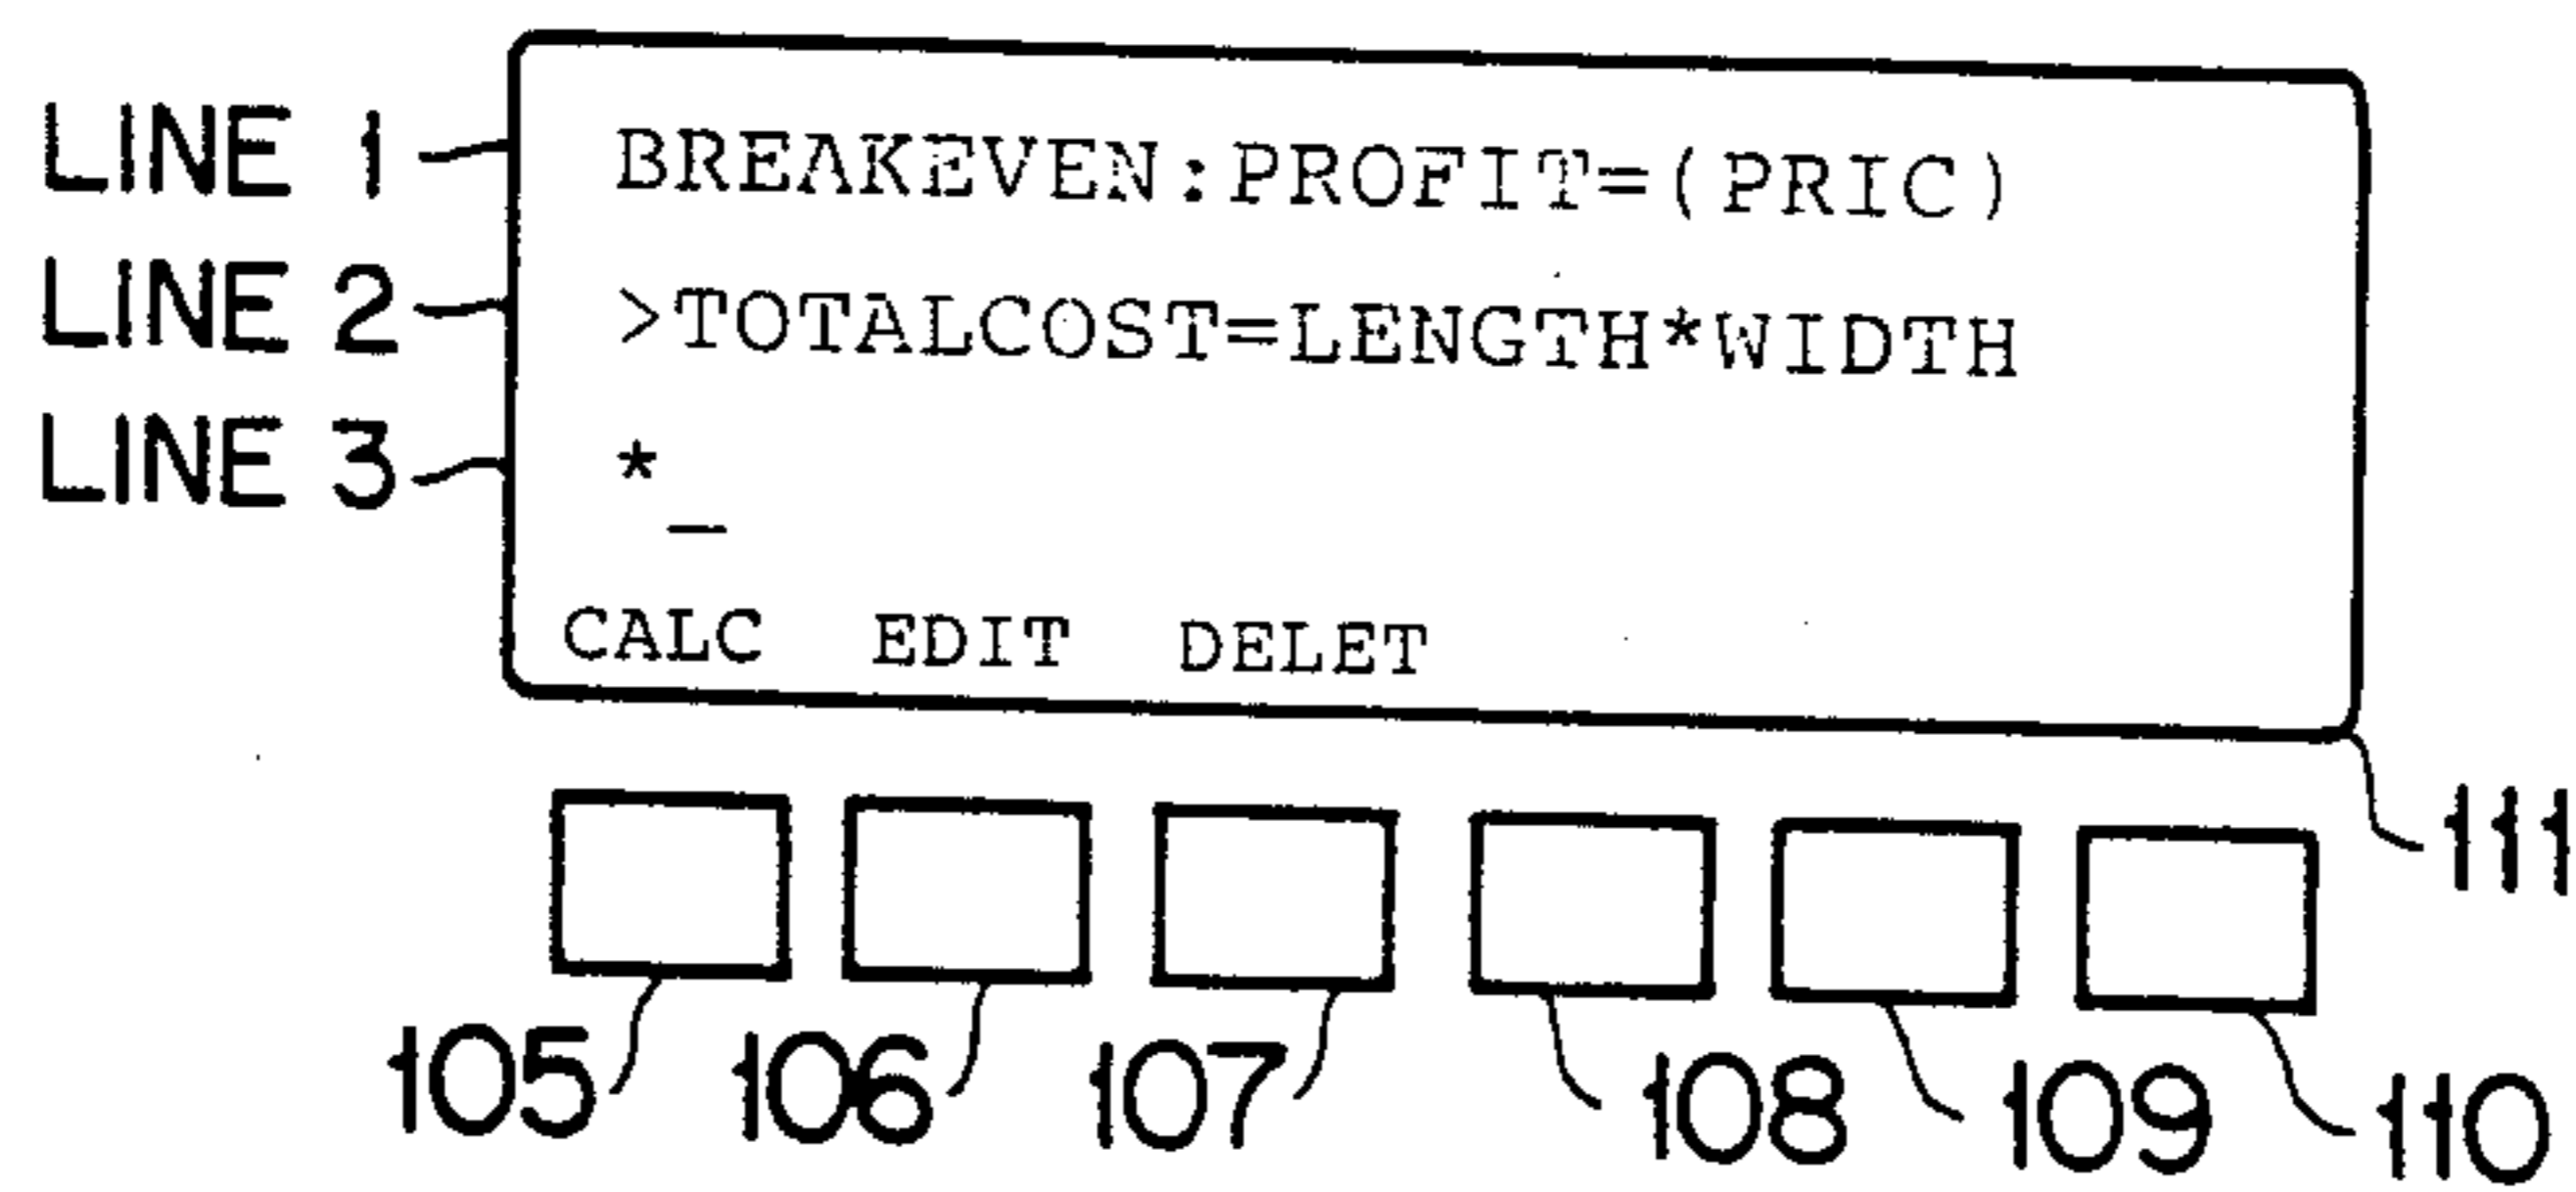 LINE 1 BREAKEVEN:PROFIT=(PRIC)
LINE 2 >TOTALCOST=LENGTH*WIDTH
LINE 3 *_
CALC EDIT DELET
111
105 106 107 108 109 110